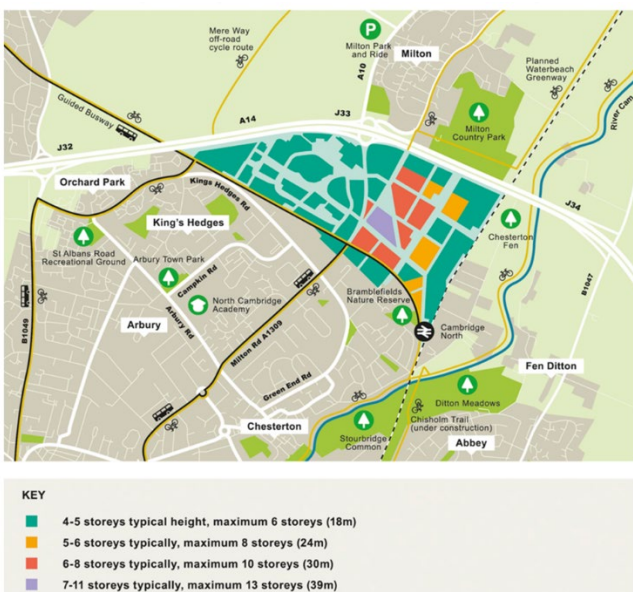 Mere Way
off-road
cycle route
P
Milton Park
and Ride
Milton
A10
Planned
Waterbeach
Greenway
River Cam
Guided Busway
A14
J33
Milton
Country Park
J32
Orchard Park
Kings Hedges Rd
J34
King's Hedges
Chesterton
Fen
St Albans Road
Recreational Ground
Arbury Town Park
Campkin Rd
B1047
B1049
North Cambridge
Academy
Bramblefields
Nature Reserve
Arbury
Arbury Rd
Milton Rd A1309
Cambridge
North
Green End Rd
Fen Ditton
Ditton Meadows
Chesterton
Chisholm Trail
(under construction)
Stourbridge
Common
Abbey
KEY
4-5 storeys typical height, maximum 6 storeys (18m)
5-6 storeys typically, maximum 8 storeys (24m)
6-8 storeys typically, maximum 10 storeys (30m)
7-11 storeys typically, maximum 13 storeys (39m)